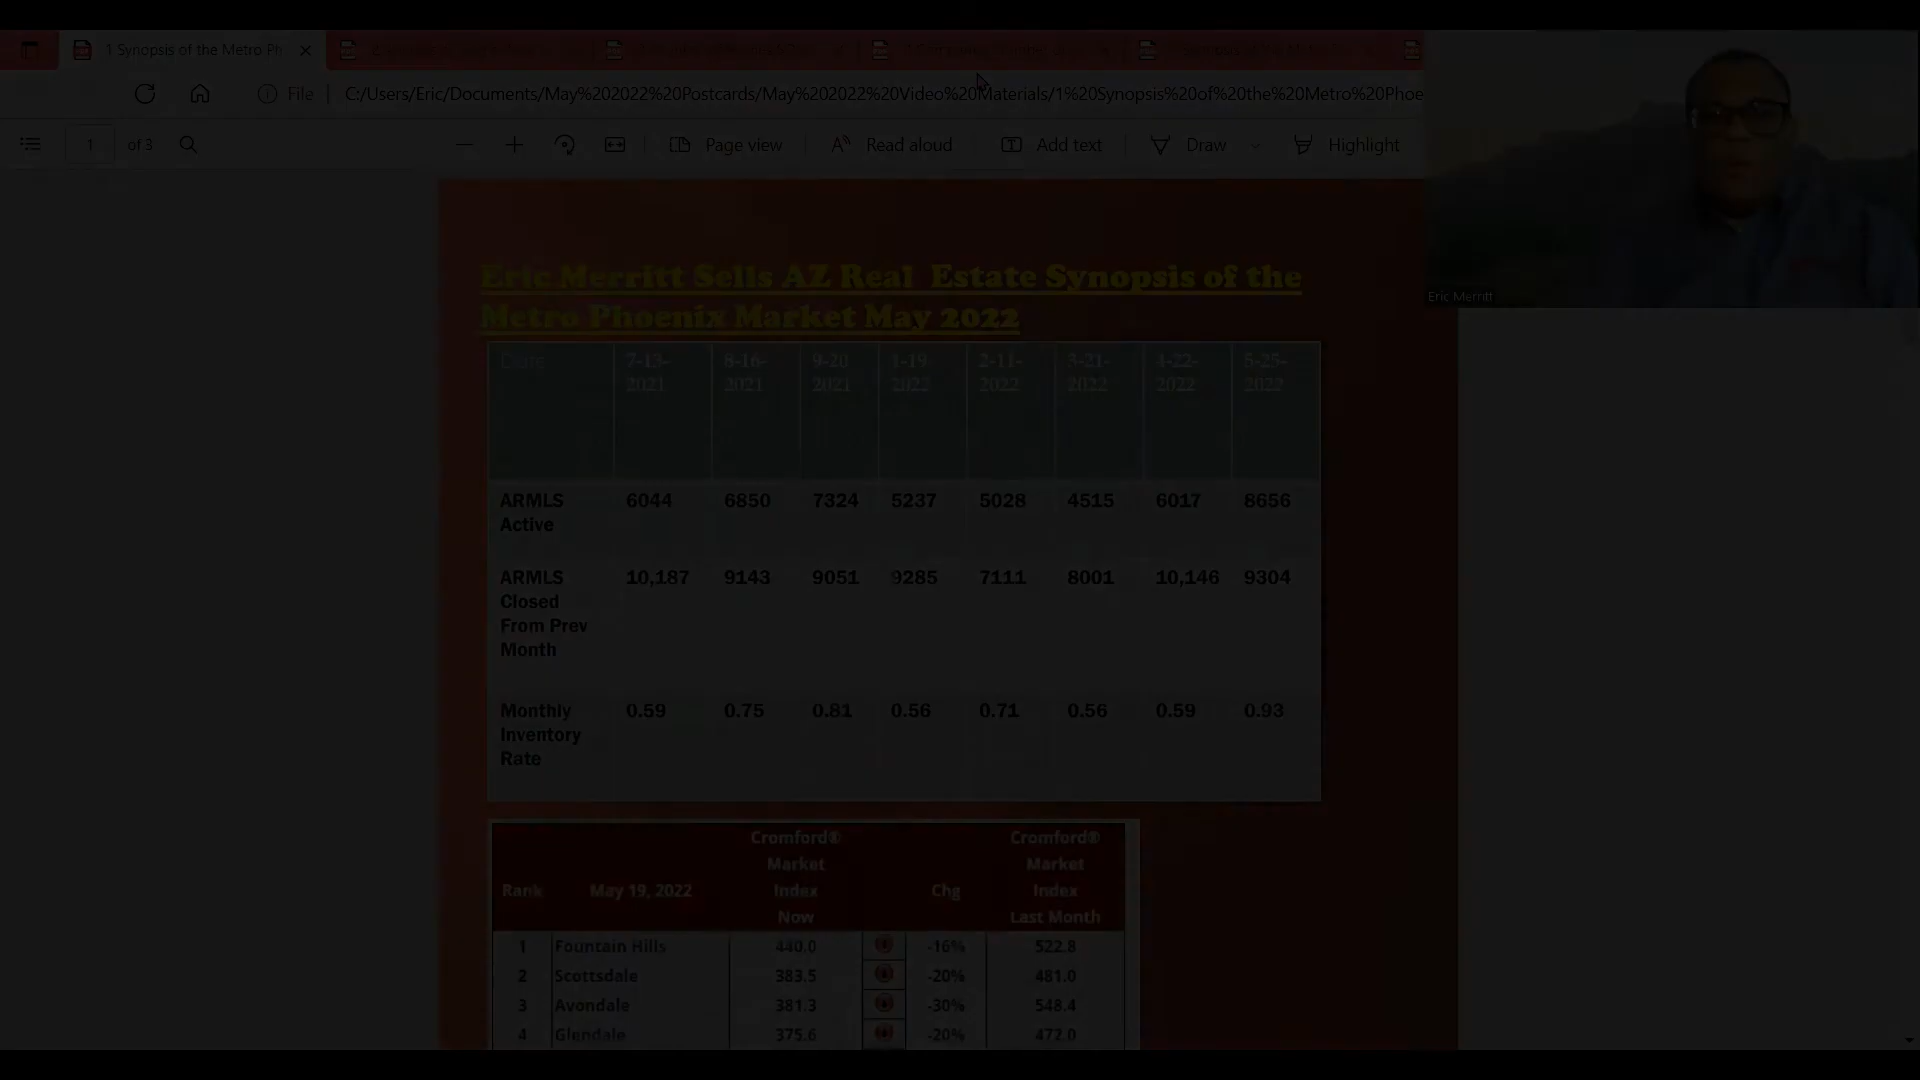 1 Synopsis of the Metro Ph
File
C:/Users/Eric/Documents/May%202022%20Postcards/May%202022%20Video%20Materials/1%20Synopsis%20of%20the%20Metro%20Phoe
1 of 3
Page view
Read aloud
Add text
Draw
Highlight
Eric Merritt
Eric Merritt Sells AZ Real Estate Synopsis of the
Metro Phoenix Market May 2022
Date 7-13-2021 8-16-2021 9-20 2021 1-19 2022 2-11-2022 3-21-2022 4-22-2022 5-25-2022
ARMLS Active 6044 6850 7324 5237 5028 4515 6017 8656
ARMLS Closed From Prev Month 10,187 9143 9051 9285 7111 8001 10,146 9304
Monthly Inventory Rate 0.59 0.75 0.81 0.56 0.71 0.56 0.59 0.93
Rank May 19, 2022 Cromford® Market Index Now Chg Cromford® Market Index Last Month
1 Fountain Hills 440.0 -16% 522.8
2 Scottsdale 383.5 -20% 481.0
3 Avondale 381.3 -30% 548.4
4 Glendale 375.6 -20% 472.0